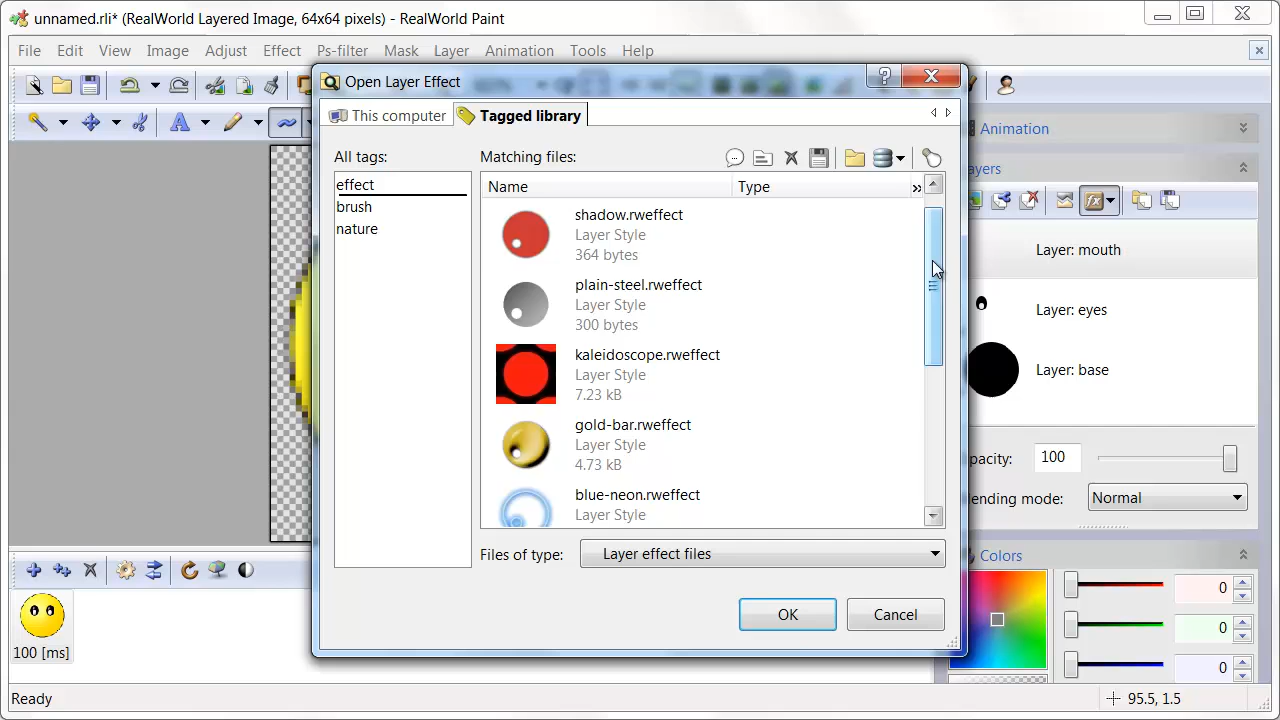 unnamed.rli* (RealWorld Layered Image, 64x64 pixels) - RealWorld Paint
File Edit View Image Adjust Effect Ps-filter Mask Layer Animation Tools Help
Open Layer Effect
This computer Tagged library
All tags: Matching files:
effect
brush
nature
Name Type »
shadow.rweffect
Layer Style
364 bytes
plain-steel.rweffect
Layer Style
300 bytes
kaleidoscope.rweffect
Layer Style
7.23 kB
gold-bar.rweffect
Layer Style
4.73 kB
blue-neon.rweffect
Layer Style
Files of type: Layer effect files
OK Cancel
Animation
ayers
fx
Layer: mouth
Layer: eyes
Layer: base
pacity: 100
lending mode: Normal
Colors
0
0
0
100 [ms]
Ready
95.5, 1.5